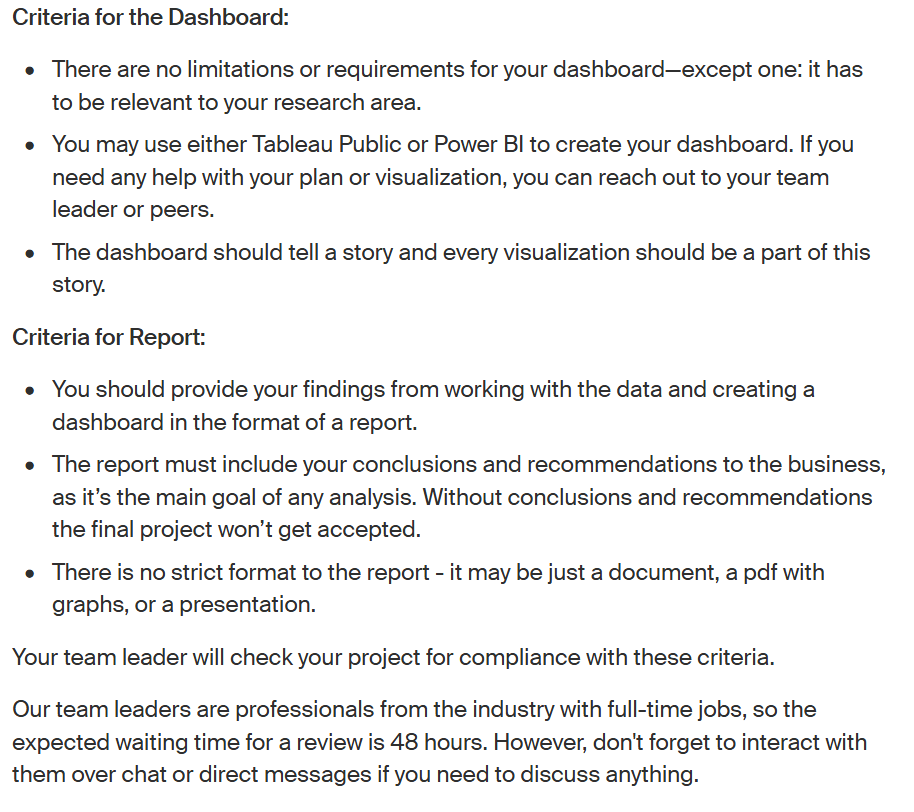 Criteria for the Dashboard:
• There are no limitations or requirements for your dashboard—except one: it has
to be relevant to your research area.
• You may use either Tableau Public or Power BI to create your dashboard. If you
need any help with your plan or visualization, you can reach out to your team
leader or peers.
• The dashboard should tell a story and every visualization should be a part of this
story.
Criteria for Report:
• You should provide your findings from working with the data and creating a
dashboard in the format of a report.
• The report must include your conclusions and recommendations to the business,
as it’s the main goal of any analysis. Without conclusions and recommendations
the final project won’t get accepted.
• There is no strict format to the report - it may be just a document, a pdf with
graphs, or a presentation.
Your team leader will check your project for compliance with these criteria.
Our team leaders are professionals from the industry with full-time jobs, so the
expected waiting time for a review is 48 hours. However, don't forget to interact with
them over chat or direct messages if you need to discuss anything.